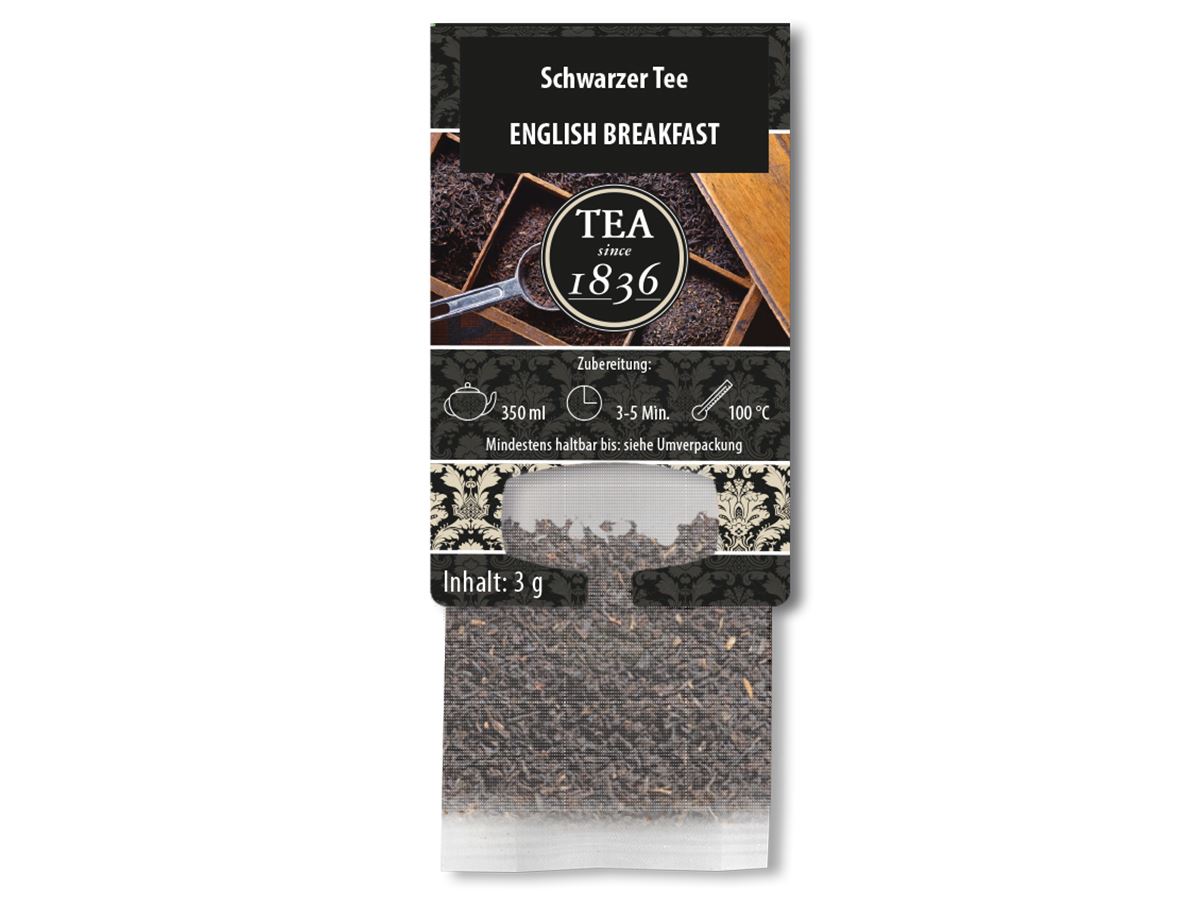 Schwarzer Tee
ENGLISH BREAKFAST
TEA
since
1836
Zubereitung:
350 ml 3-5 Min. 100 °C
Mindestens haltbar bis: siehe Umverpackung
Inhalt: 3 g